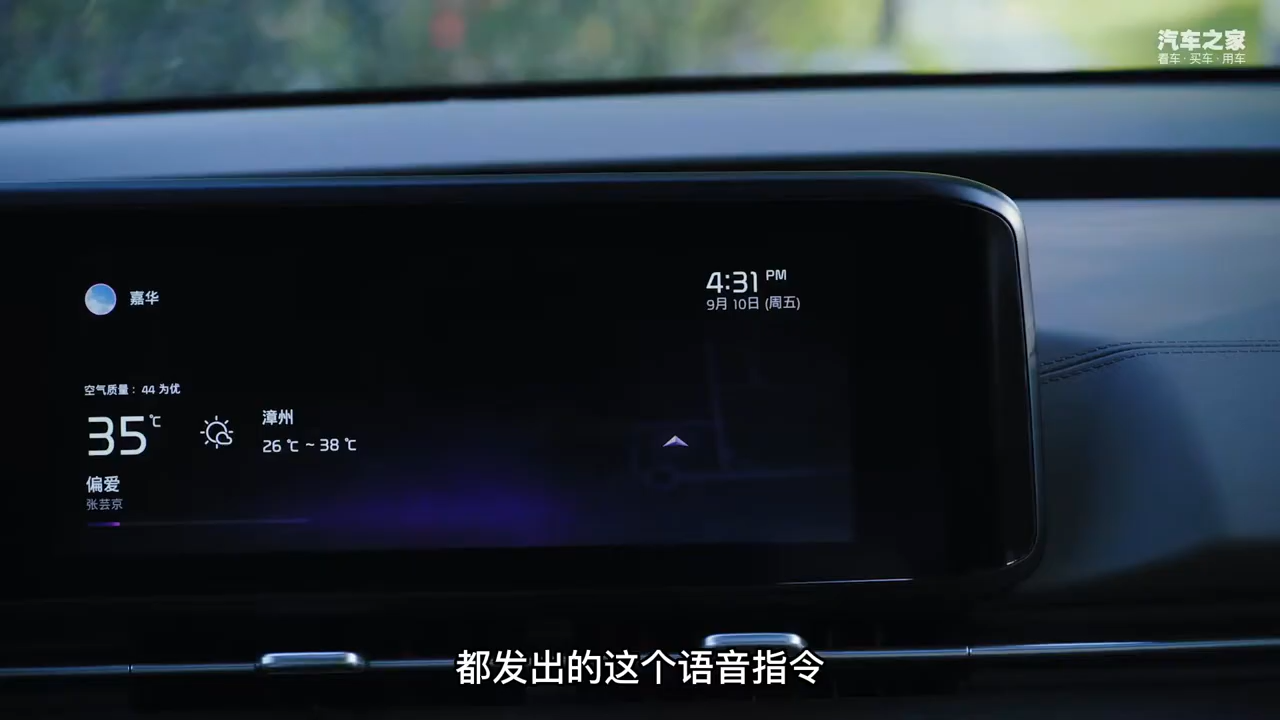 汽车之家
看车·买车·用车
嘉华
4:31 PM
9月 10日 (周五)
空气质量：44 为优
35℃
漳州
26 ℃ ~ 38 ℃
偏爱
张芸京
都发出的这个语音指令